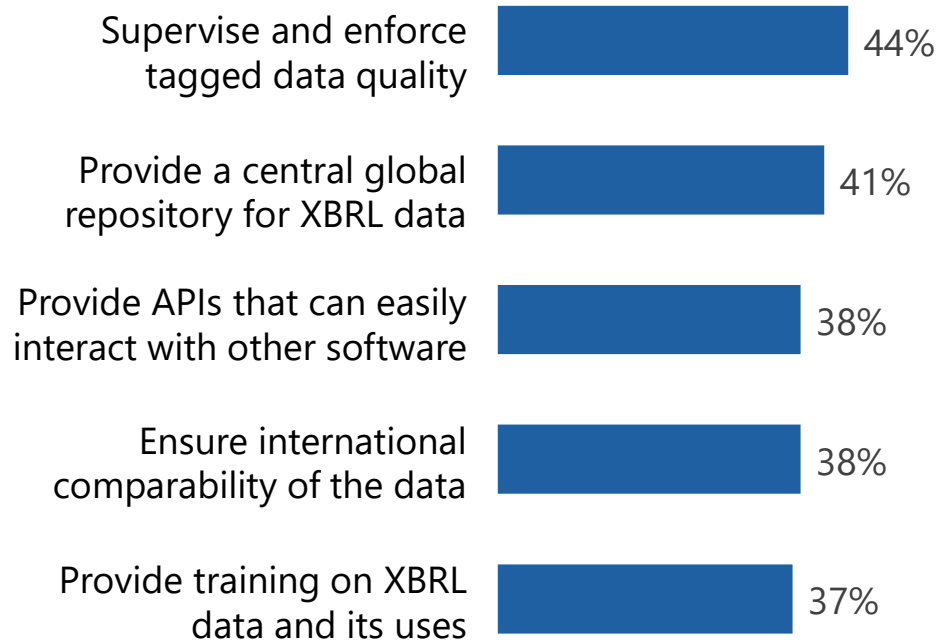 Supervise and enforce
tagged data quality
44%
Provide a central global
repository for XBRL data
41%
Provide APIs that can easily
interact with other software
38%
Ensure international
comparability of the data
38%
Provide training on XBRL
data and its uses
37%